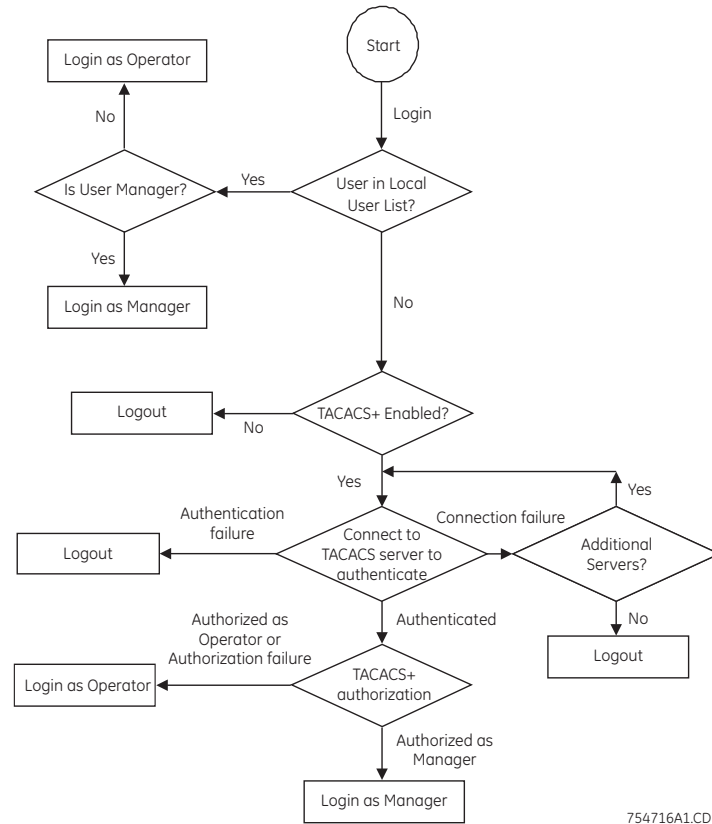 Start
Login as Operator
Login
No
Is User Manager?
Yes
User in Local
User List?
Yes
Login as Manager
No
Logout
No
TACACS+ Enabled?
Yes
Yes
Authentication
failure
Connection failure
Logout
Connect to
TACACS server to
authenticate
Additional
Servers?
No
Authorized as
Operator or
Authorization failure
Authenticated
Logout
Login as Operator
TACACS+
authorization
Authorized as
Manager
Login as Manager
754716A1.CD